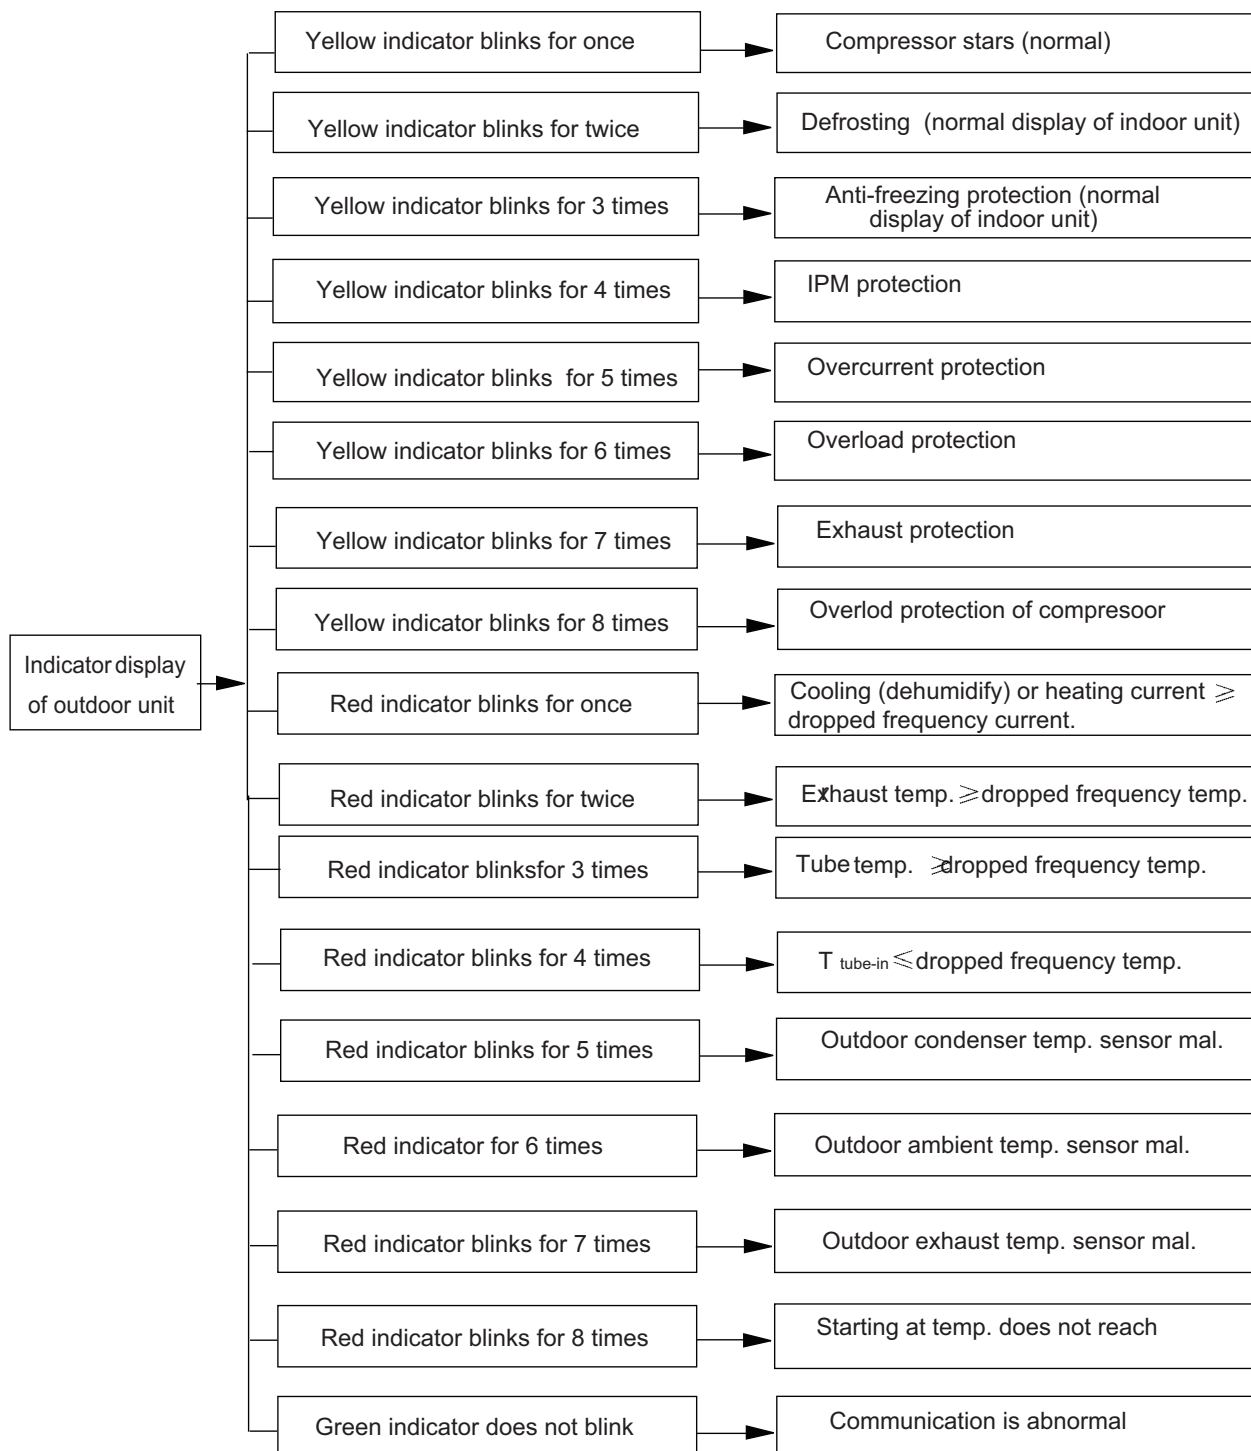 Yellow indicator blinks for once
Compressor stars (normal)
Yellow indicator blinks for twice
Defrosting (normal display of indoor unit)
Yellow indicator blinks for 3 times
Anti-freezing protection (normal
display of indoor unit)
Yellow indicator blinks for 4 times
IPM protection
Yellow indicator blinks for 5 times
Overcurrent protection
Yellow indicator blinks for 6 times
Overload protection
Yellow indicator blinks for 7 times
Exhaust protection
Yellow indicator blinks for 8 times
Overlod protection of compresoor
Indicator display
of outdoor unit
Red indicator blinks for once
Cooling (dehumidify) or heating current ≥
dropped frequency current.
Red indicator blinks for twice
Exhaust temp. ≥dropped frequency temp.
Red indicator blinksfor 3 times
Tube temp. ≥dropped frequency temp.
Red indicator blinks for 4 times
T tube-in ≤dropped frequency temp.
Red indicator blinks for 5 times
Outdoor condenser temp. sensor mal.
Red indicator for 6 times
Outdoor ambient temp. sensor mal.
Red indicator blinks for 7 times
Outdoor exhaust temp. sensor mal.
Red indicator blinks for 8 times
Starting at temp. does not reach
Green indicator does not blink
Communication is abnormal